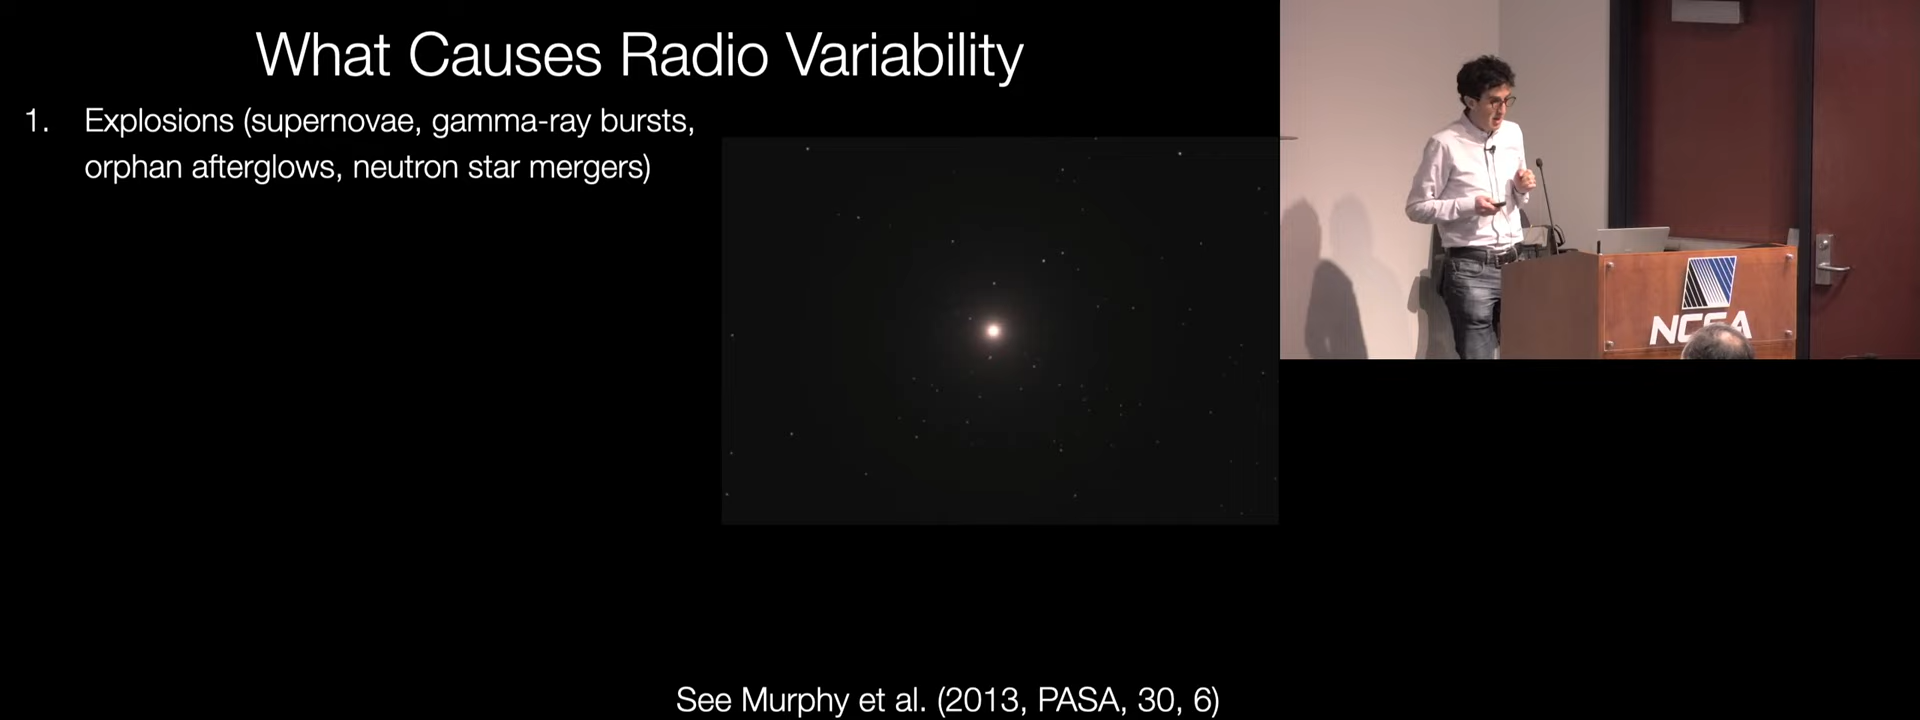 What Causes Radio Variability
1. Explosions (supernovae, gamma-ray bursts,
orphan afterglows, neutron star mergers)
See Murphy et al. (2013, PASA, 30, 6)
NCSA